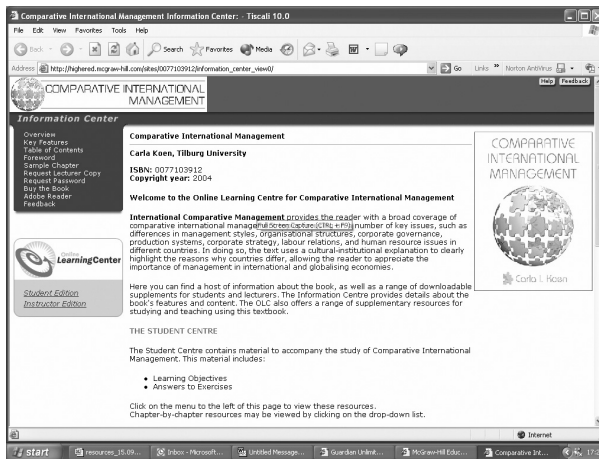 Comparative International Management Information Center: - Tiscali 10.0
File Edit View Favorites Tools Help
Back Search Favorites Media
Address http://highered.mcgraw-hill.com/sites/0077103912/information_center_view0/ Go Links » Norton AntiVirus
COMPARATIVE INTERNATIONAL
MANAGEMENT
Help Feedback
Information Center
Overview
Key Features
Table of Contents
Foreword
Sample Chapter
Request Lecturer Copy
Request Password
Buy the Book
Adobe Reader
Feedback
Online
LearningCenter
Student Edition
Instructor Edition
Comparative International Management
Carla Koen, Tilburg University
ISBN: 0077103912
Copyright year: 2004
Welcome to the Online Learning Centre for Comparative International Management
International Comparative Management provides the reader with a broad coverage of
comparative international manage Full Screen Capture (CTRL + F9) number of key issues, such as
differences in management styles, organisational structures, corporate governance,
production systems, corporate strategy, labour relations, and human resource issues in
different countries. In doing so, the text uses a cultural-institutional explanation to clearly
highlight the reasons why countries differ, allowing the reader to appreciate the
importance of management in international and globalising economies.
Here you can find a host of information about the book, as well as a range of downloadable
supplements for students and lecturers. The Information Centre provides details about the
book's features and content. The OLC also offers a range of supplementary resources for
studying and teaching using this textbook.
THE STUDENT CENTRE
The Student Centre contains material to accompany the study of Comparative International
Management. This material includes:
• Learning Objectives
• Answers to Exercises
Click on the menu to the left of this page to view these resources.
Chapter-by-chapter resources may be viewed by clicking on the drop-down list.
COMPARATIVE
INTERNATIONAL
MANAGEMENT
Carla I. Koen
Internet
start resources_15.09... Inbox - Microsoft... Untitled Message... Guardian Unlimit... McGraw-Hill Educ... Comparative Int...